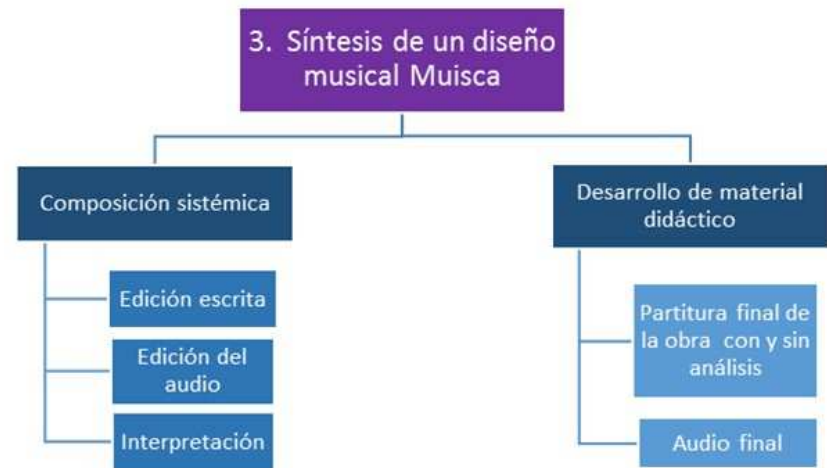 3. Síntesis de un diseño
musical Muisca
Composición sistémica
Edición escrita
Edición del
audio
Interpretación
Desarrollo de material
didáctico
Partitura final de
la obra con y sin
análisis
Audio final